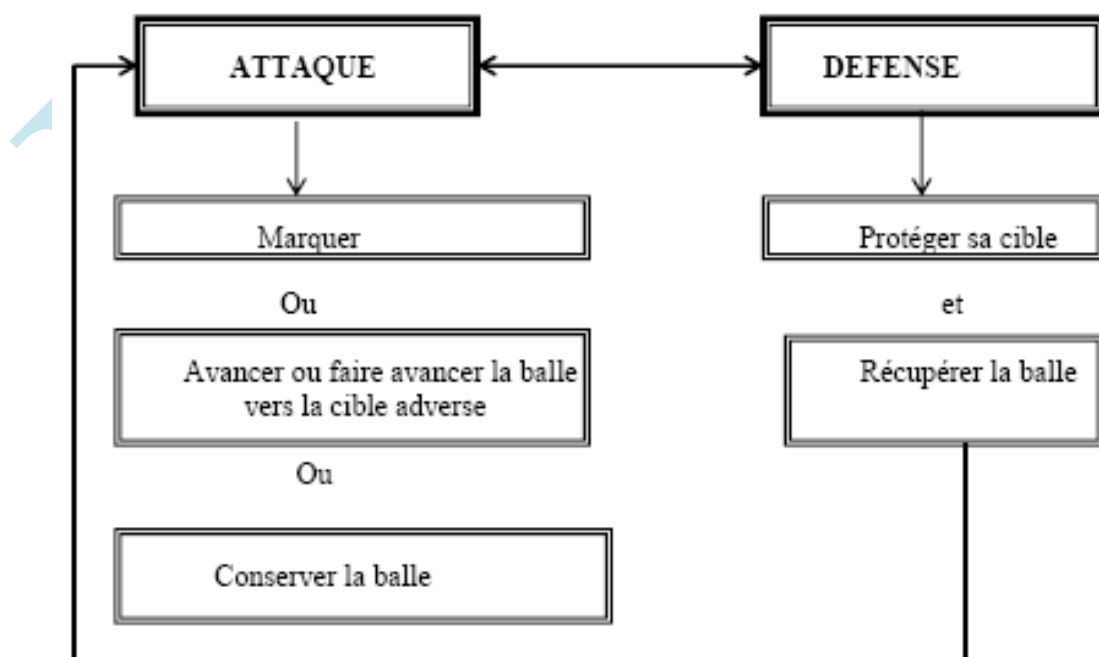 ATTAQUE
DEFENSE
Marquer
Protéger sa cible
Ou
et
Avancer ou faire avancer la balle
vers la cible adverse
Récupérer la balle
Ou
Conserver la balle